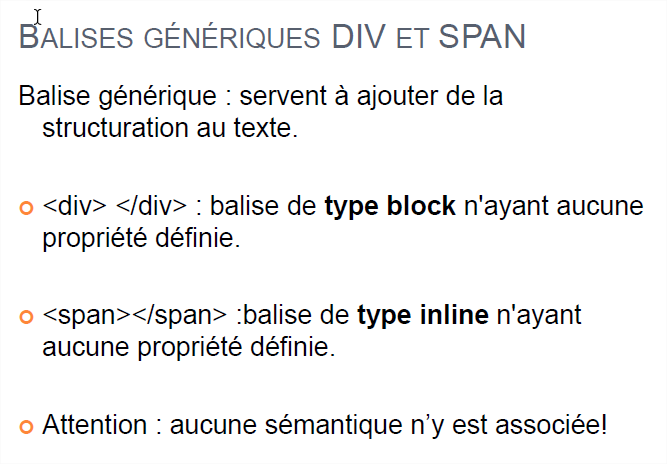 BALISES GÉNÉRIQUES DIV ET SPAN
Balise générique : servent à ajouter de la
structuration au texte.
<div> </div> : balise de type block n'ayant aucune
propriété définie.
<span></span> :balise de type inline n'ayant
aucune propriété définie.
Attention : aucune sémantique n’y est associée!